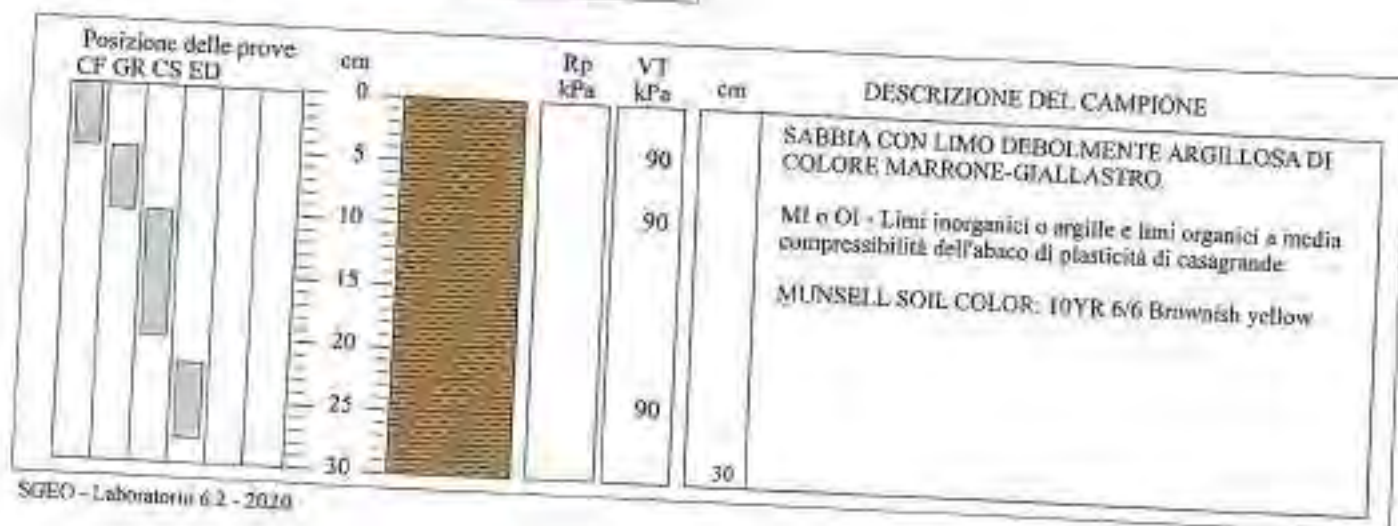 Posizione delle prove
CF GR CS ED
cm
Rp
kPa
VT
kPa
cm
DESCRIZIONE DEL CAMPIONE
0
5
10
15
20
25
30
90
90
90
30
SABBIA CON LIMO DEBOLMENTE ARGILLOSA DI
COLORE MARRONE-GIALLASTRO.
Ml o Ol - Limi inorganici o argille e limi organici a media
compressibilità dell'abaco di plasticità di casagrande.
MUNSELL SOIL COLOR: 10YR 6/6 Brownish yellow
SGEO - Laboratorio 6.2 - 2020